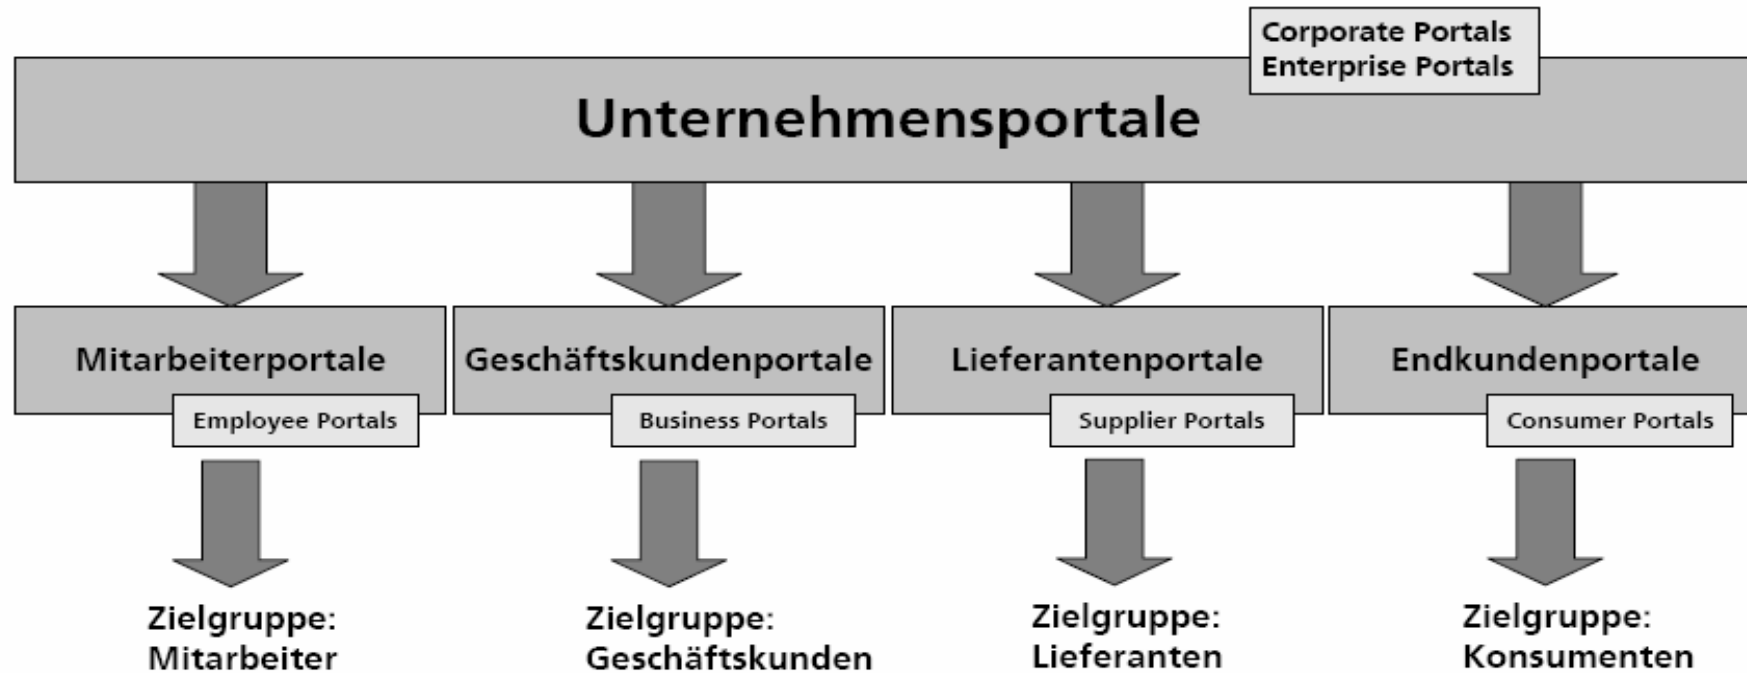 Corporate Portals
Enterprise Portals
Unternehmensportale
Mitarbeiterportale
Employee Portals
Geschäftskundenportale
Business Portals
Lieferantenportale
Supplier Portals
Endkundenportale
Consumer Portals
Zielgruppe:
Mitarbeiter
Zielgruppe:
Geschäftskunden
Zielgruppe:
Lieferanten
Zielgruppe:
Konsumenten